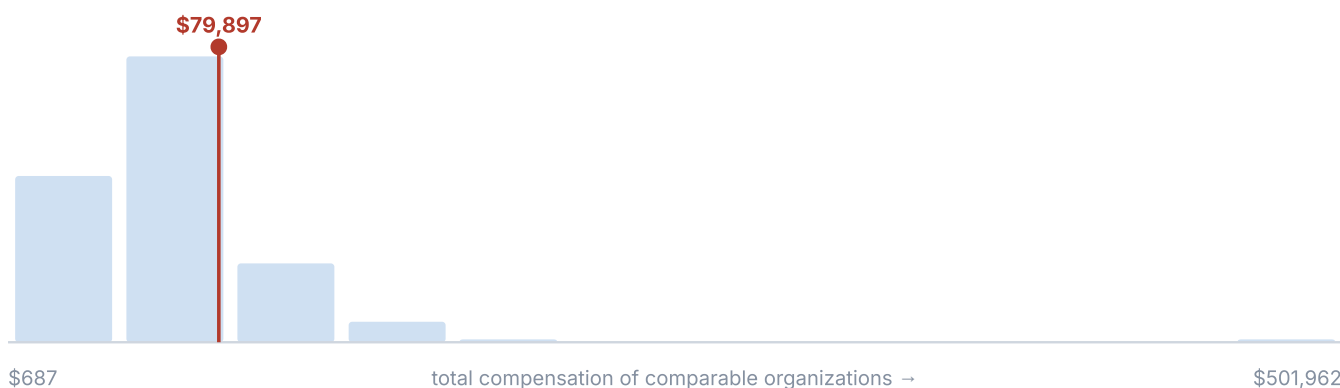 $79,897
$687
total compensation of comparable organizations →
$501,962